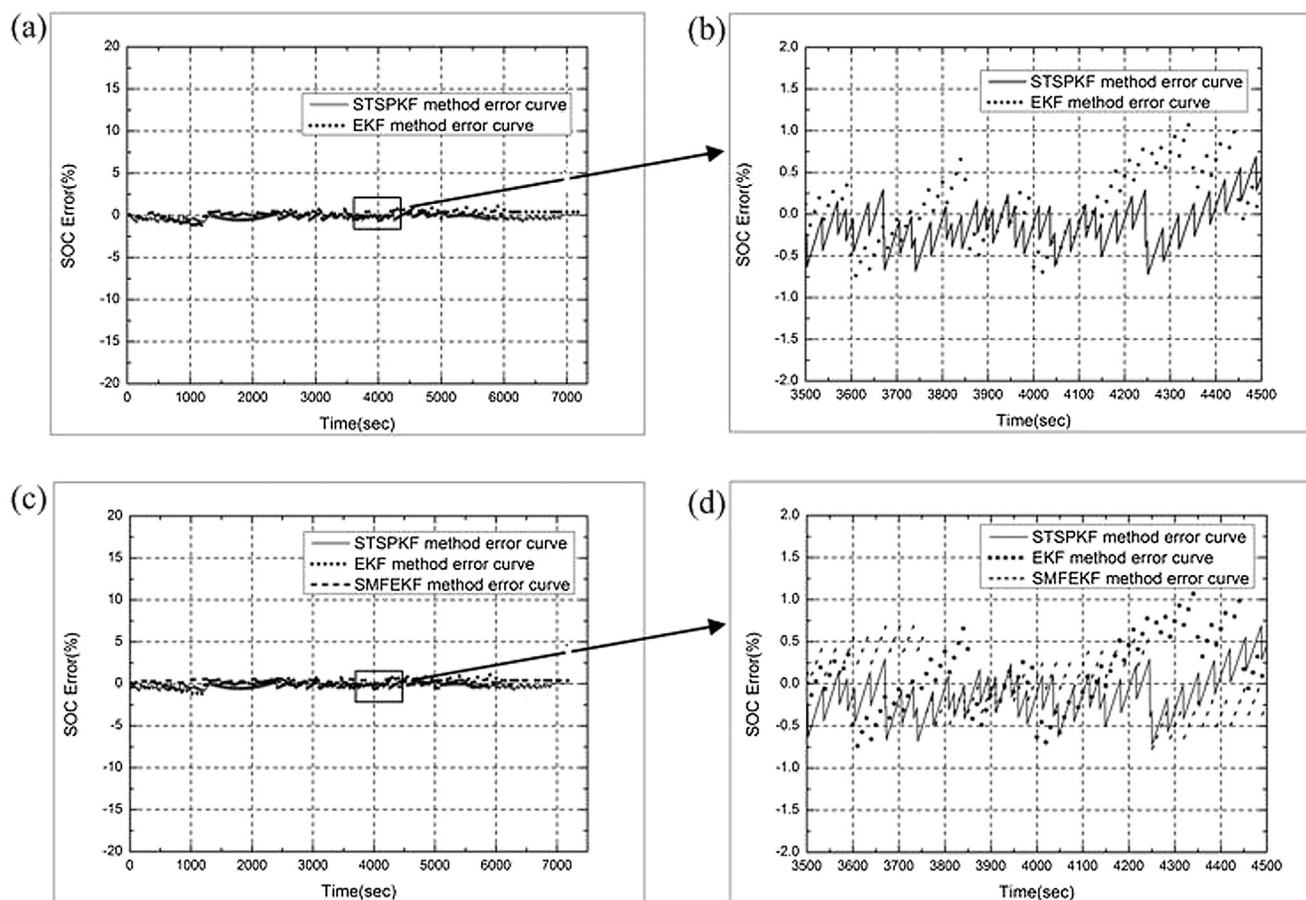 (a)
20
15
10
5
0
-5
-10
-15
-20
SOC Error(%)
STSPKF method error curve
EKF method error curve
0 1000 2000 3000 4000 5000 6000 7000
Time(sec)
(b)
2.0
1.5
1.0
0.5
0.0
-0.5
-1.0
-1.5
-2.0
SOC Error(%)
STSPKF method error curve
EKF method error curve
3500 3600 3700 3800 3900 4000 4100 4200 4300 4400 4500
Time(sec)
(c)
20
15
10
5
0
-5
-10
-15
-20
SOC Error(%)
STSPKF method error curve
EKF method error curve
SMFEKF method error curve
0 1000 2000 3000 4000 5000 6000 7000
Time(sec)
(d)
2.0
1.5
1.0
0.5
0.0
-0.5
-1.0
-1.5
-2.0
SOC Error(%)
STSPKF method error curve
EKF method error curve
SMFEKF method error curve
3500 3600 3700 3800 3900 4000 4100 4200 4300 4400 4500
Time(sec)